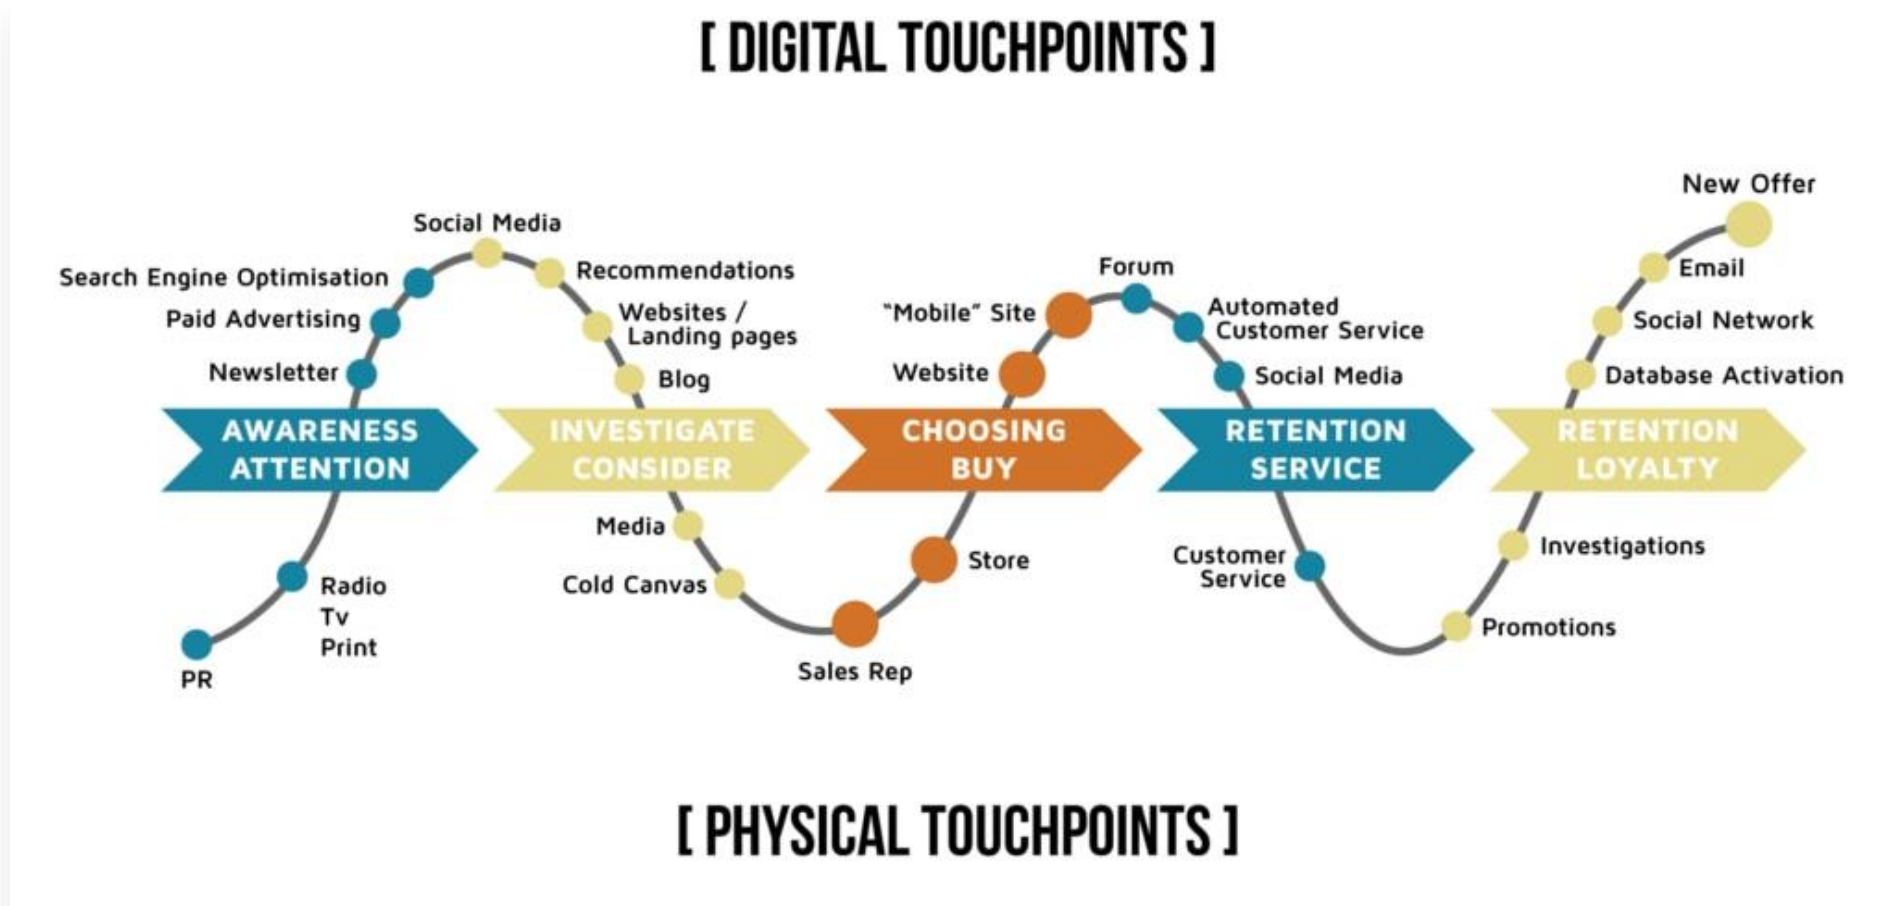 [ DIGITAL TOUCHPOINTS ]
New Offer
Social Media
Search Engine Optimisation
Recommendations
Forum
Email
Paid Advertising
Websites /
Landing pages
"Mobile" Site
Automated
Customer Service
Social Network
Newsletter
Blog
Website
Social Media
Database Activation
AWARENESS
ATTENTION
INVESTIGATE
CONSIDER
CHOOSING
BUY
RETENTION
SERVICE
RETENTION
LOYALTY
Media
Cold Canvas
Store
Customer
Service
Investigations
Radio
Tv
Print
Promotions
PR
Sales Rep
[ PHYSICAL TOUCHPOINTS ]